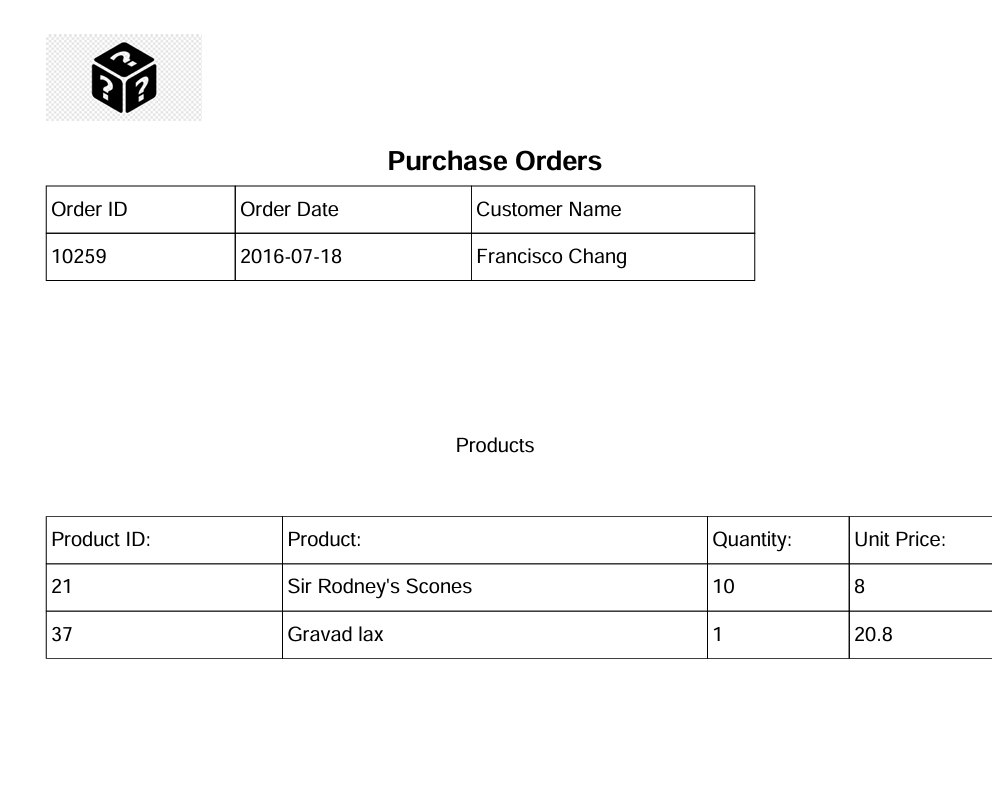 ? ? ?
Purchase Orders
Order ID Order Date Customer Name
10259 2016-07-18 Francisco Chang
Products
Product ID: Product: Quantity: Unit Price:
21 Sir Rodney's Scones 10 8
37 Gravad lax 1 20.8